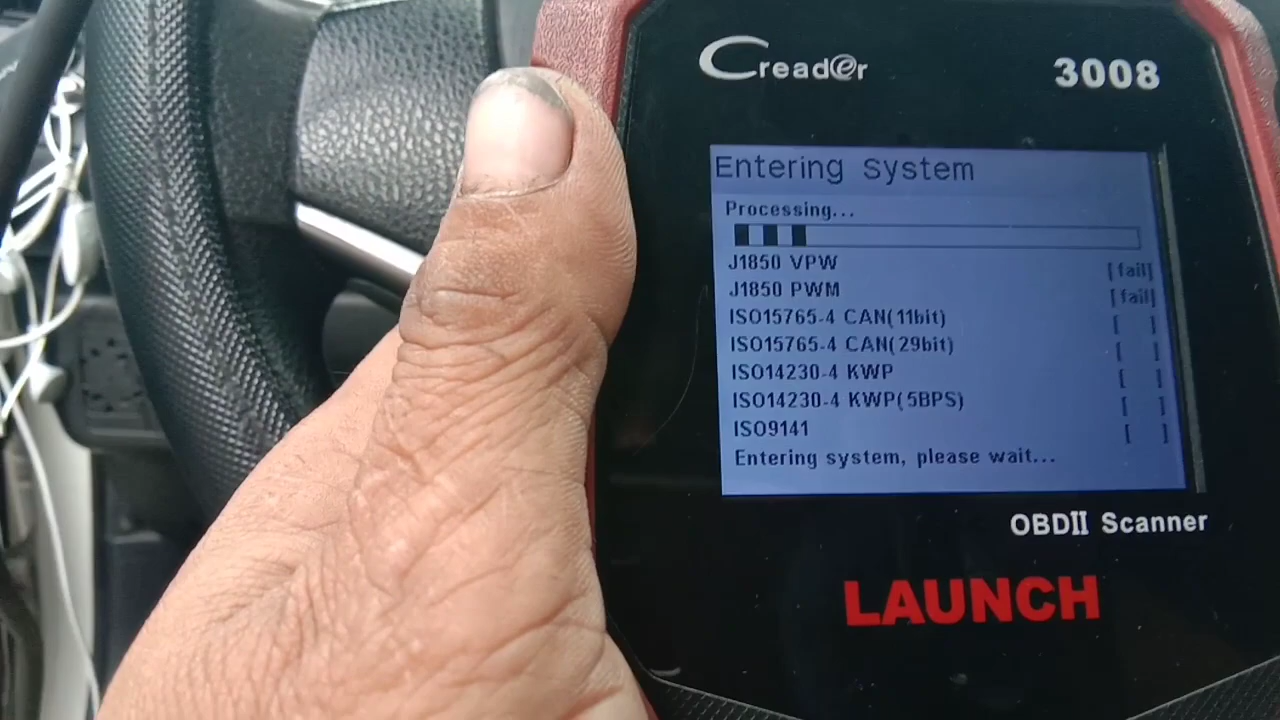 Cread@r
3008
Entering System
Processing...
J1850 VPW [fail]
J1850 PWM [fail]
ISO15765-4 CAN(11bit) [ ]
ISO15765-4 CAN(29bit) [ ]
ISO14230-4 KWP [ ]
ISO14230-4 KWP(5BPS) [ ]
ISO9141 [ ]
Entering system, please wait...
OBDII Scanner
LAUNCH